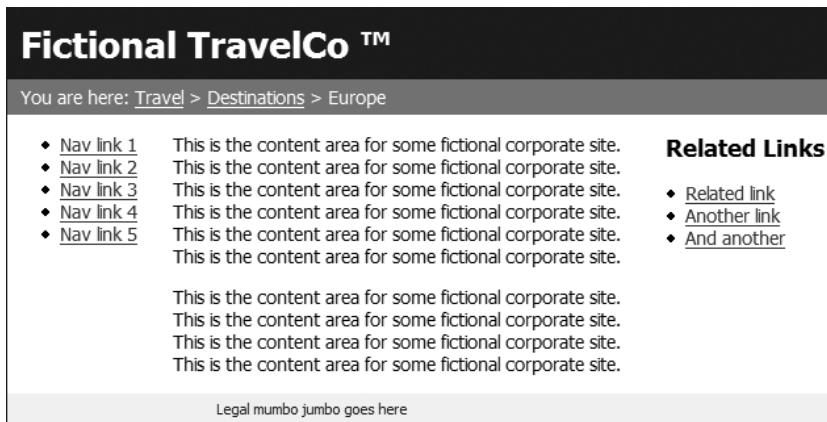 Fictional TravelCo ™
You are here: Travel > Destinations > Europe
Nav link 1
Nav link 2
Nav link 3
Nav link 4
Nav link 5
This is the content area for some fictional corporate site.
This is the content area for some fictional corporate site.
This is the content area for some fictional corporate site.
This is the content area for some fictional corporate site.
This is the content area for some fictional corporate site.
This is the content area for some fictional corporate site.
This is the content area for some fictional corporate site.
This is the content area for some fictional corporate site.
This is the content area for some fictional corporate site.
This is the content area for some fictional corporate site.
Related Links
Related link
Another link
And another
Legal mumbo jumbo goes here